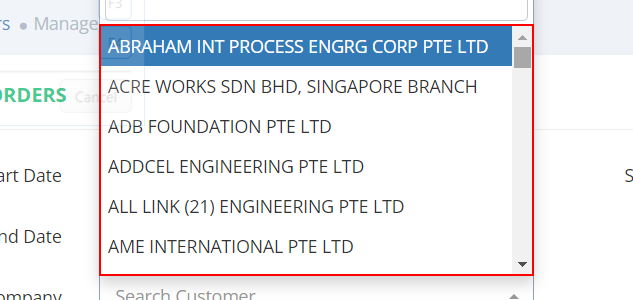 F3
rs • Manage
ABRAHAM INT PROCESS ENGRG CORP PTE LTD
ORDERS Cancel
ACRE WORKS SDN BHD, SINGAPORE BRANCH
ADB FOUNDATION PTE LTD
art Date
ADDCEL ENGINEERING PTE LTD
S
ALL LINK (21) ENGINEERING PTE LTD
nd Date
AME INTERNATIONAL PTE LTD
ompany
Search Customer